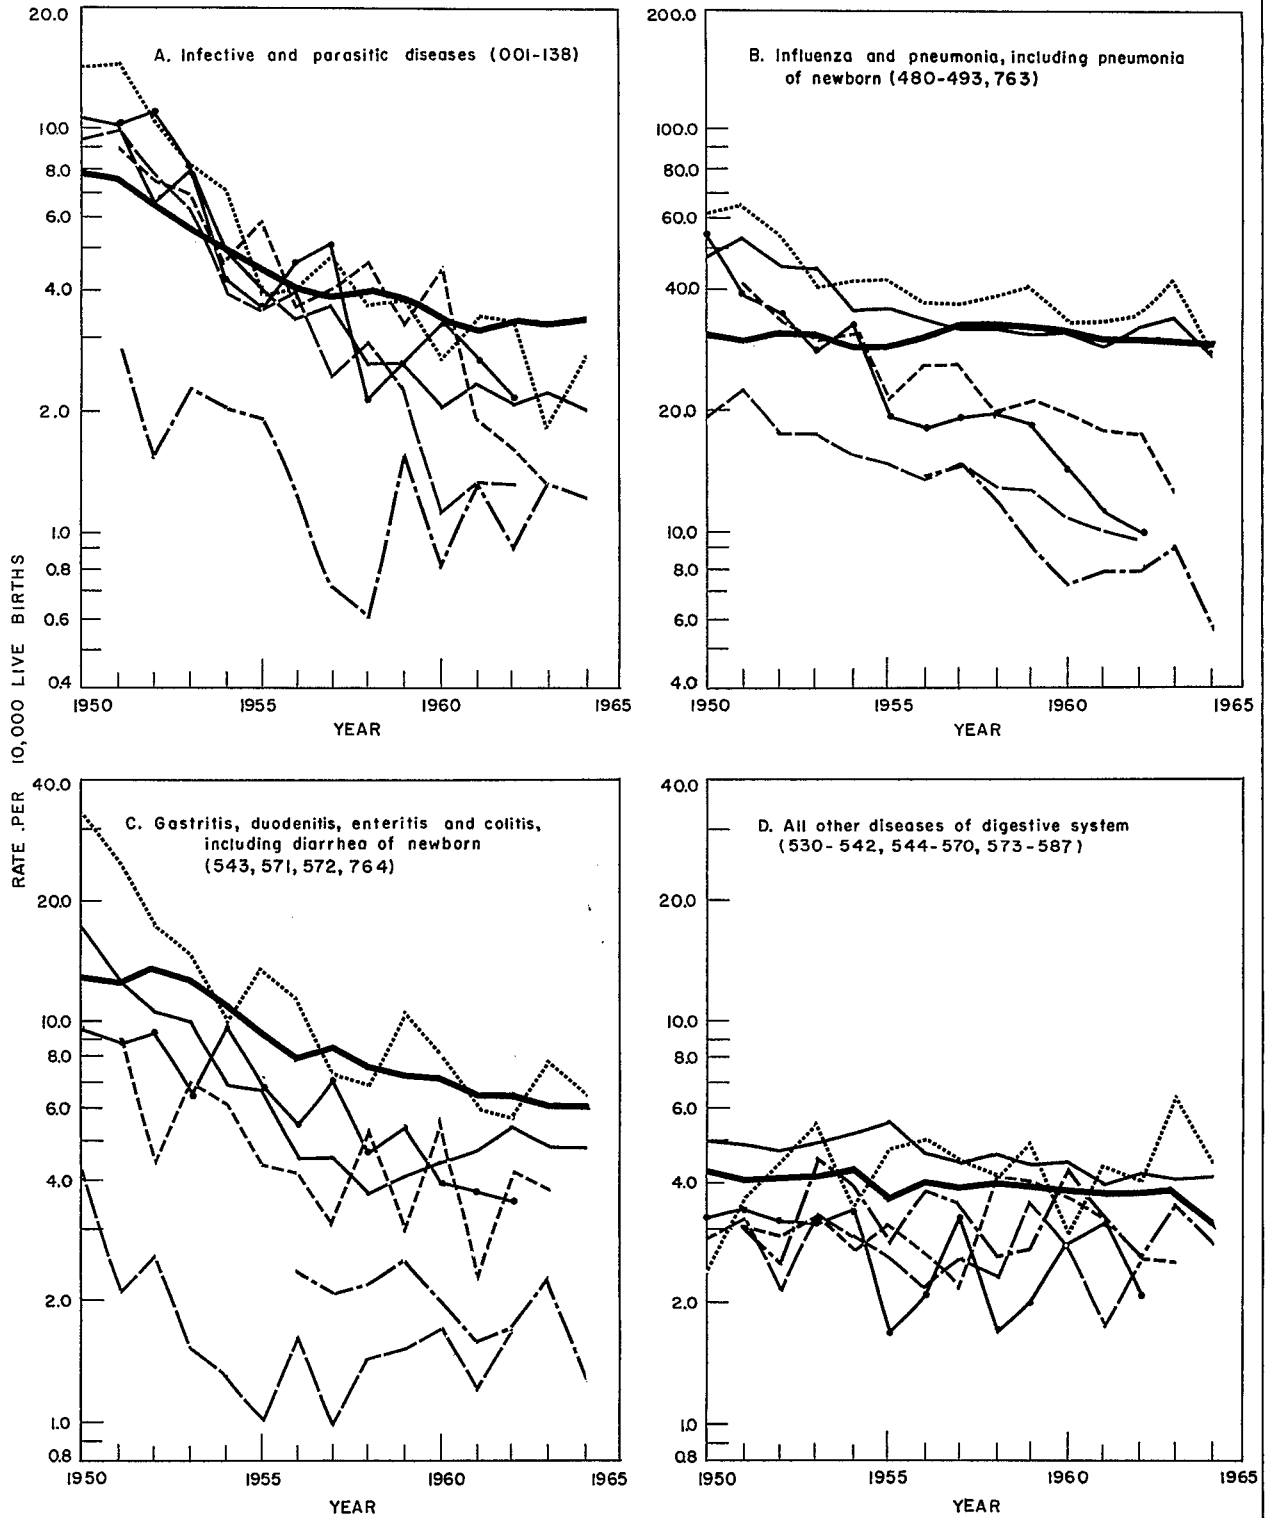 RATE .PER 10,000 LIVE BIRTHS
A. Infective and parasitic diseases (001-138)
20.0
10.0
8.0
6.0
4.0
2.0
1.0
0.8
0.6
0.4
1950 1955 1960 1965
YEAR
B. Influenza and pneumonia, including pneumonia
of newborn (480-493, 763)
200.0
100.0
80.0
60.0
40.0
20.0
10.0
8.0
6.0
4.0
1950 1955 1960 1965
YEAR
C. Gastritis, duodenitis, enteritis and colitis,
including diarrhea of newborn
(543, 571, 572, 764)
40.0
20.0
10.0
8.0
6.0
4.0
2.0
1.0
0.8
1950 1955 1960 1965
YEAR
D. All other diseases of digestive system
(530-542, 544-570, 573-587)
40.0
20.0
10.0
8.0
6.0
4.0
2.0
1.0
0.8
1950 1955 1960 1965
YEAR